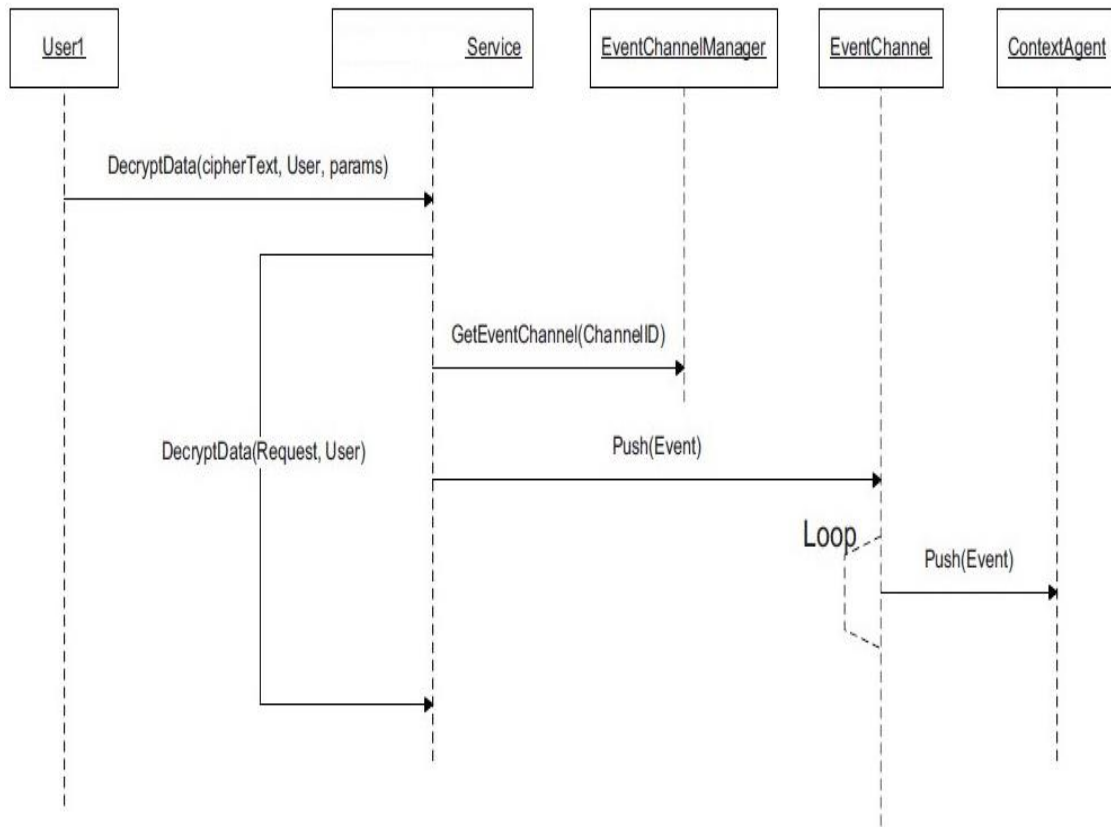 User1
Service
EventChannelManager
EventChannel
ContextAgent
DecryptData(cipherText, User, params)
GetEventChannel(ChannelID)
DecryptData(Request, User)
Push(Event)
Loop
Push(Event)